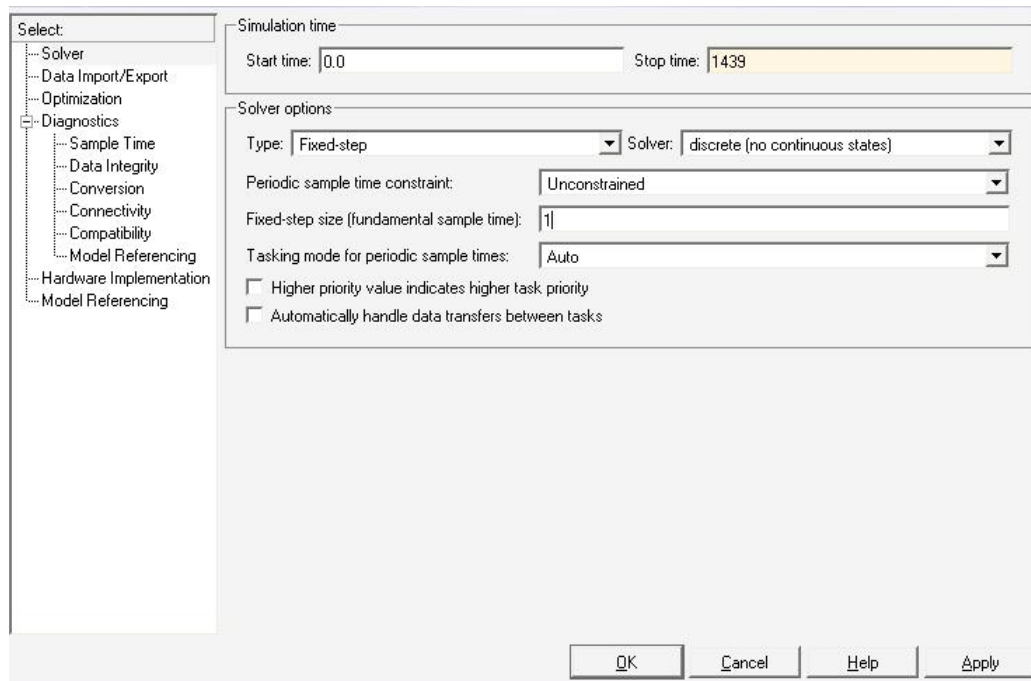 Select:
Solver
Data Import/Export
Optimization
Diagnostics
Sample Time
Data Integrity
Conversion
Connectivity
Compatibility
Model Referencing
Hardware Implementation
Model Referencing
Simulation time
Start time: 0.0 Stop time: 1439
Solver options
Type: Fixed-step Solver: discrete (no continuous states)
Periodic sample time constraint: Unconstrained
Fixed-step size (fundamental sample time): 1
Tasking mode for periodic sample times: Auto
Higher priority value indicates higher task priority
Automatically handle data transfers between tasks
OK Cancel Help Apply